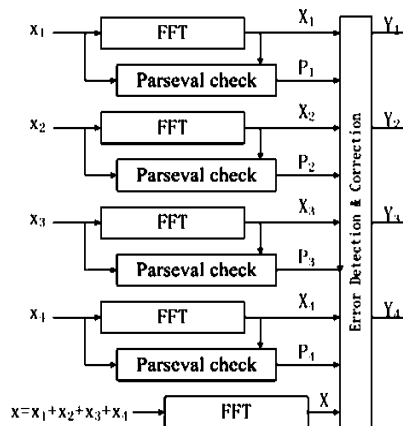 x₁ FFT X₁ Y₁
Parseval check P₁
x₂ FFT X₂ Y₂
Parseval check P₂
x₃ FFT X₃ Y₃
Parseval check P₃
x₄ FFT X₄ Y₄
Parseval check P₄
x=x₁+x₂+x₃+x₄ FFT X
Error Detection & Correction